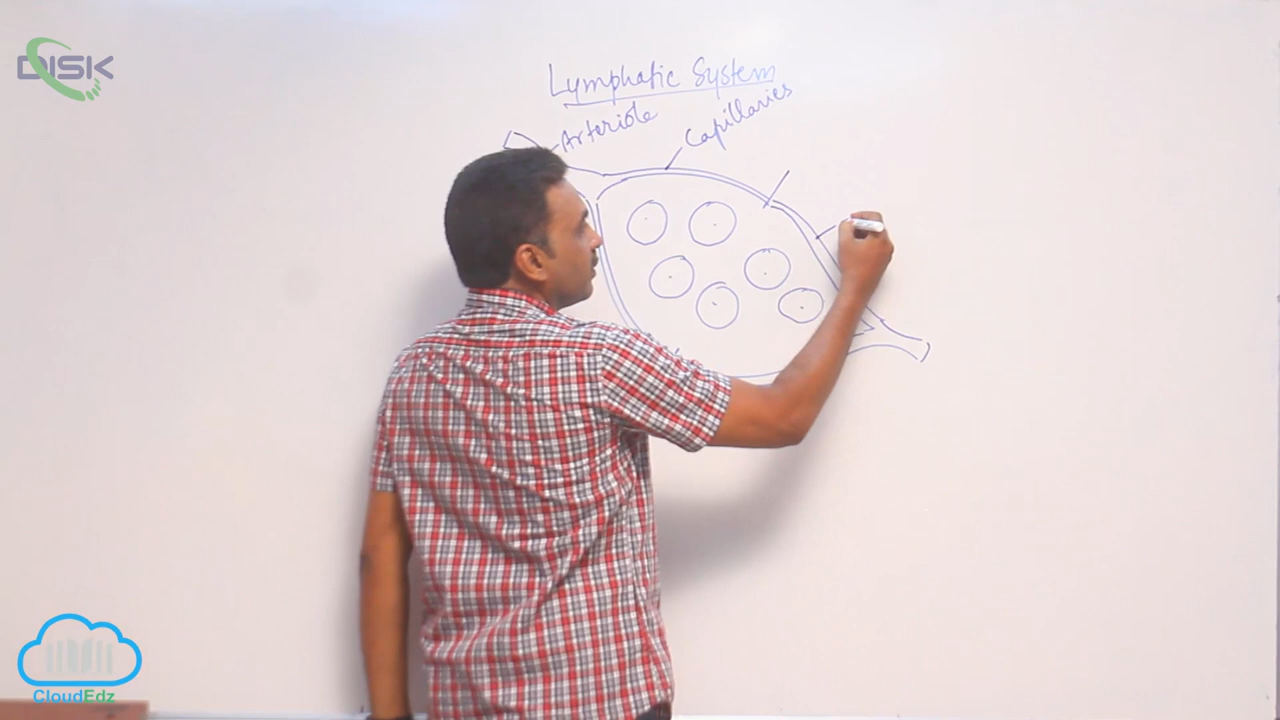 DISK
Lymphatic System
Arteriole
Capillaries
CloudEdz